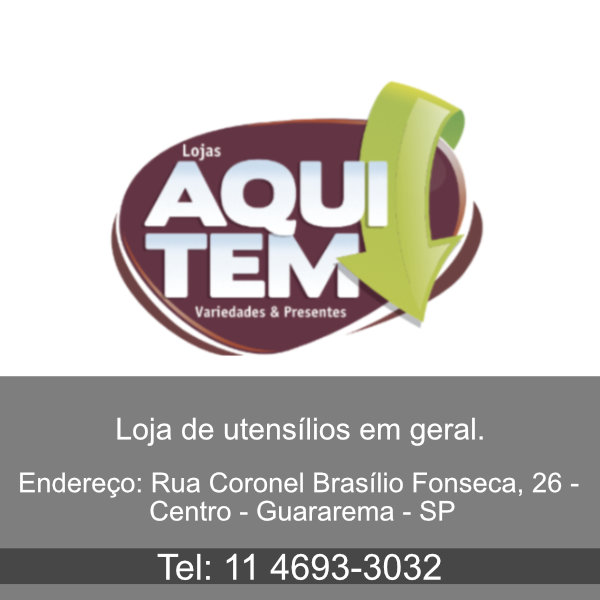 Lojas
AQUI
TEM
Variedades & Presentes
Loja de utensílios em geral.
Endereço: Rua Coronel Brasílio Fonseca, 26 -
Centro - Guararema - SP
Tel: 11 4693-3032